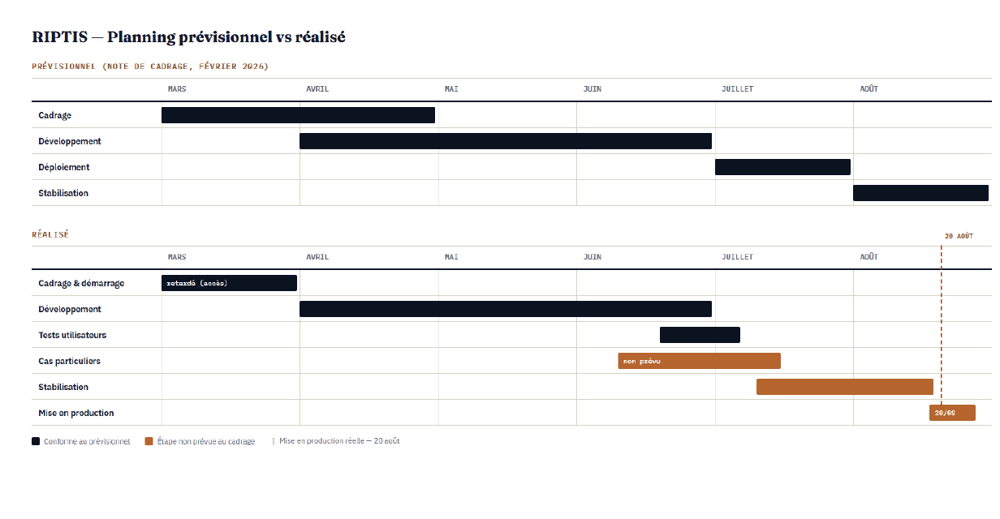 RIPTIS — Planning prévisionnel vs réalisé
PRÉVISIONNEL (NOTE DE CADRAGE, FÉVRIER 2026)
MARS AVRIL MAI JUIN JUILLET AOÛT
Cadrage
Développement
Déploiement
Stabilisation
RÉALISÉ
20 AOÛT
MARS AVRIL MAI JUIN JUILLET AOÛT
Cadrage & démarrage retardé (accès)
Développement
Tests utilisateurs
Cas particuliers non prévu
Stabilisation
Mise en production 20/08
Conforme au prévisionnel Étape non prévue au cadrage Mise en production réelle — 20 août